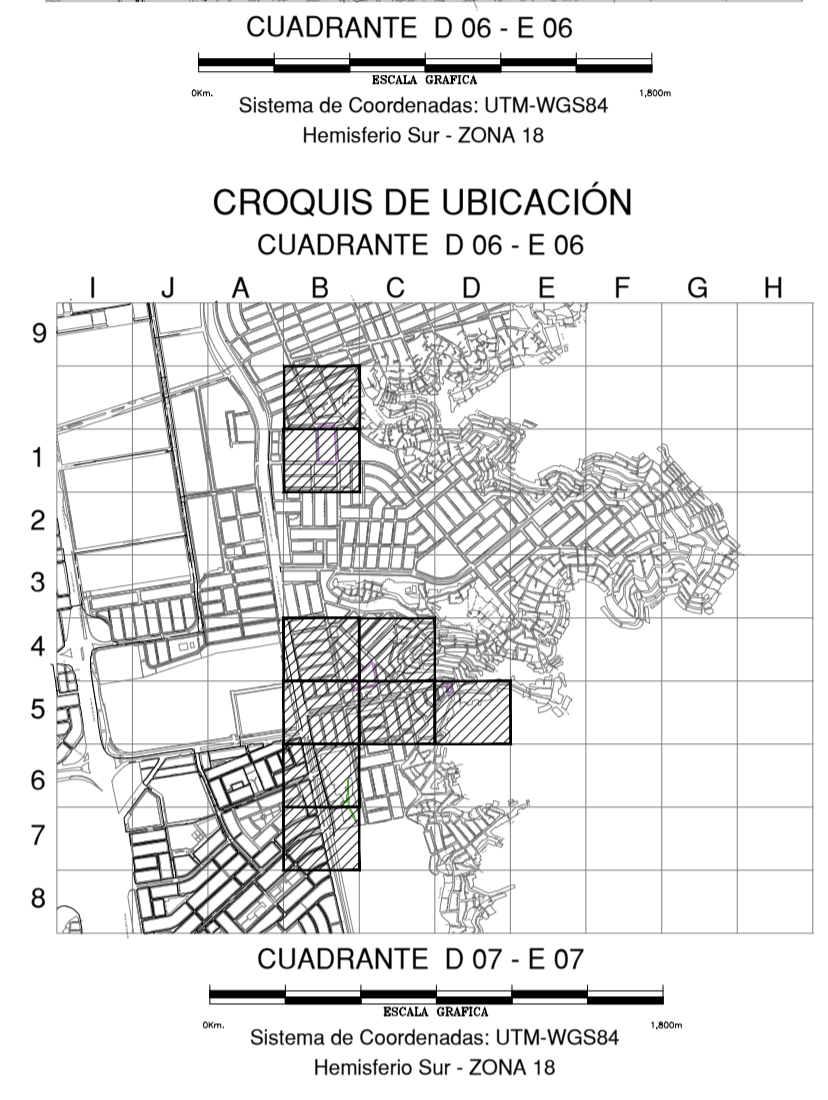 CUADRANTE D 06 - E 06
ESCALA GRAFICA
0Km. 1,800m
Sistema de Coordenadas: UTM-WGS84
Hemisferio Sur - ZONA 18
CROQUIS DE UBICACIÓN
CUADRANTE D 06 - E 06
I J A B C D E F G H
9
1
2
3
4
5
6
7
8
CUADRANTE D 07 - E 07
ESCALA GRAFICA
0Km. 1,800m
Sistema de Coordenadas: UTM-WGS84
Hemisferio Sur - ZONA 18